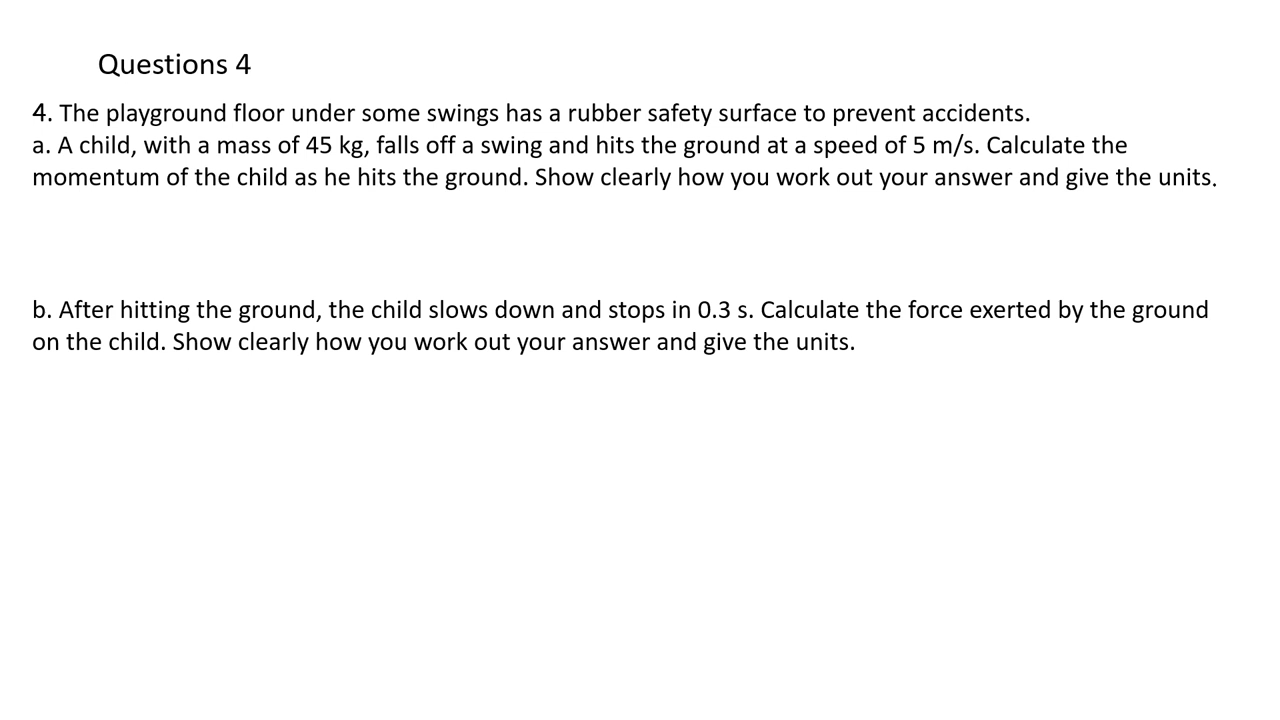 Questions 4
4. The playground floor under some swings has a rubber safety surface to prevent accidents.
a. A child, with a mass of 45 kg, falls off a swing and hits the ground at a speed of 5 m/s. Calculate the
momentum of the child as he hits the ground. Show clearly how you work out your answer and give the units.
b. After hitting the ground, the child slows down and stops in 0.3 s. Calculate the force exerted by the ground
on the child. Show clearly how you work out your answer and give the units.